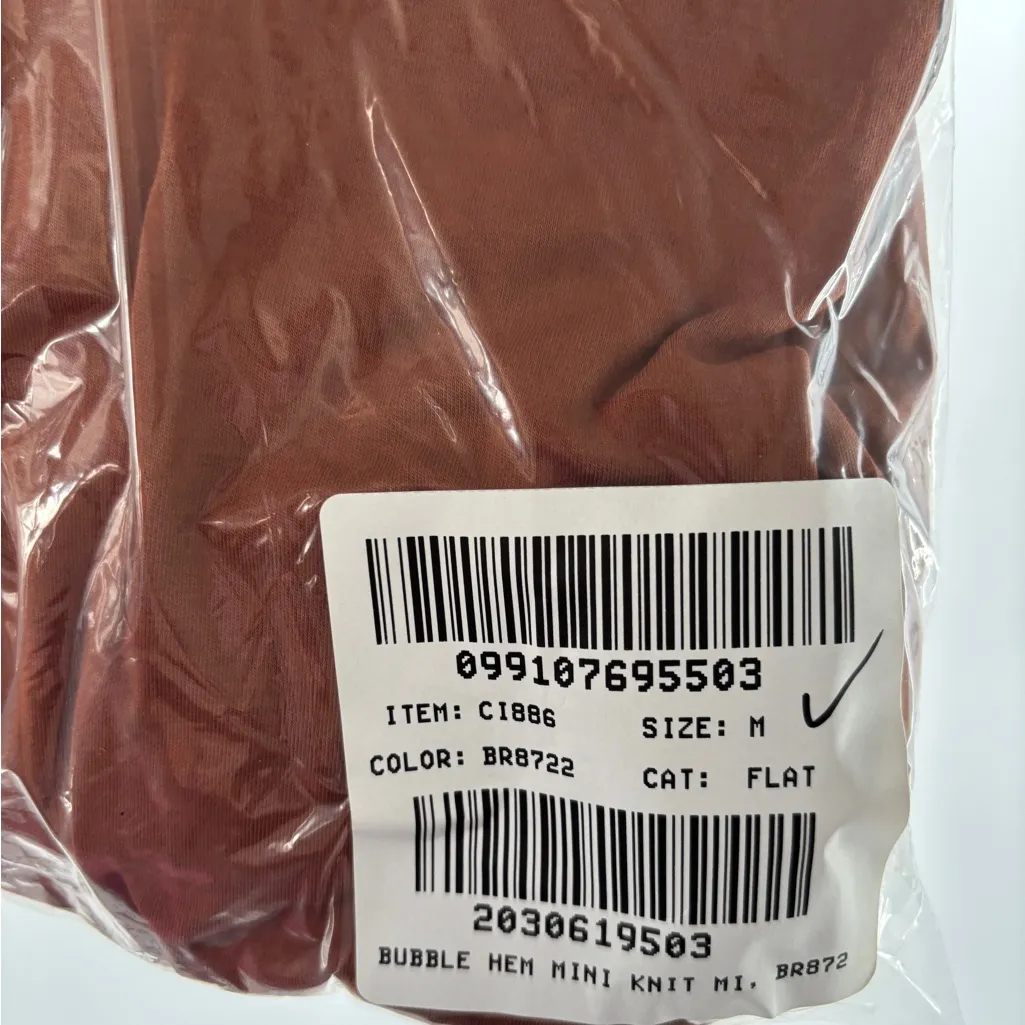 099107695503
ITEM: CI886 SIZE: M
COLOR: BR8722 CAT: FLAT
2030619503
BUBBLE HEM MINI KNIT MI, BR872